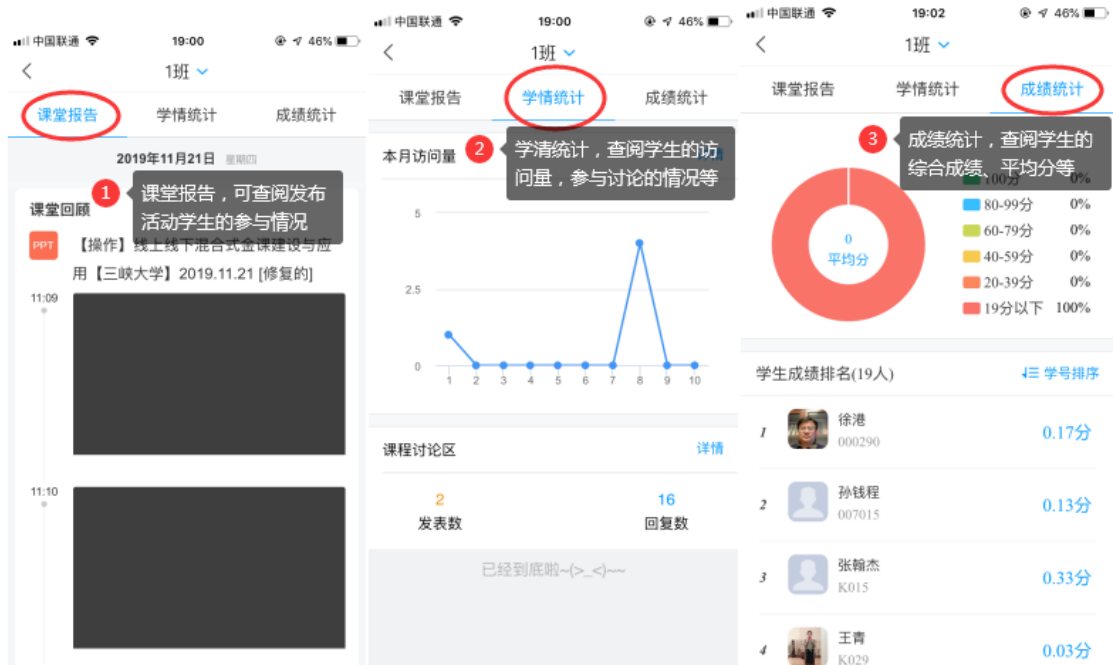 中国联通
19:00
46%
1班
课堂报告
学情统计
成绩统计
2019年11月21日 星期四
1
课堂报告，可查阅发布
活动学生的参与情况
课堂回顾
PPT
【操作】线上线下混合式金课建设与应
用【三峡大学】2019.11.21 [修复的]
11:09
11:10
中国联通
19:00
46%
1班
课堂报告
学情统计
成绩统计
本月访问量
2
学清统计，查阅学生的访
问量，参与讨论的情况等
5
2.5
0
1 2 3 4 5 6 7 8 9 10
课程讨论区
详情
2
发表数
16
回复数
已经到底啦~(>_<)~~
中国联通
19:02
46%
1班
课堂报告
学情统计
成绩统计
3
成绩统计，查阅学生的
综合成绩、平均分等
0
平均分
100分 0%
80-99分 0%
60-79分 0%
40-59分 0%
20-39分 0%
19分以下 100%
学生成绩排名(19人)
学号排序
1
徐港
000290
0.17分
2
孙钱程
007015
0.13分
3
张翰杰
K015
0.33分
4
王青
K029
0.03分